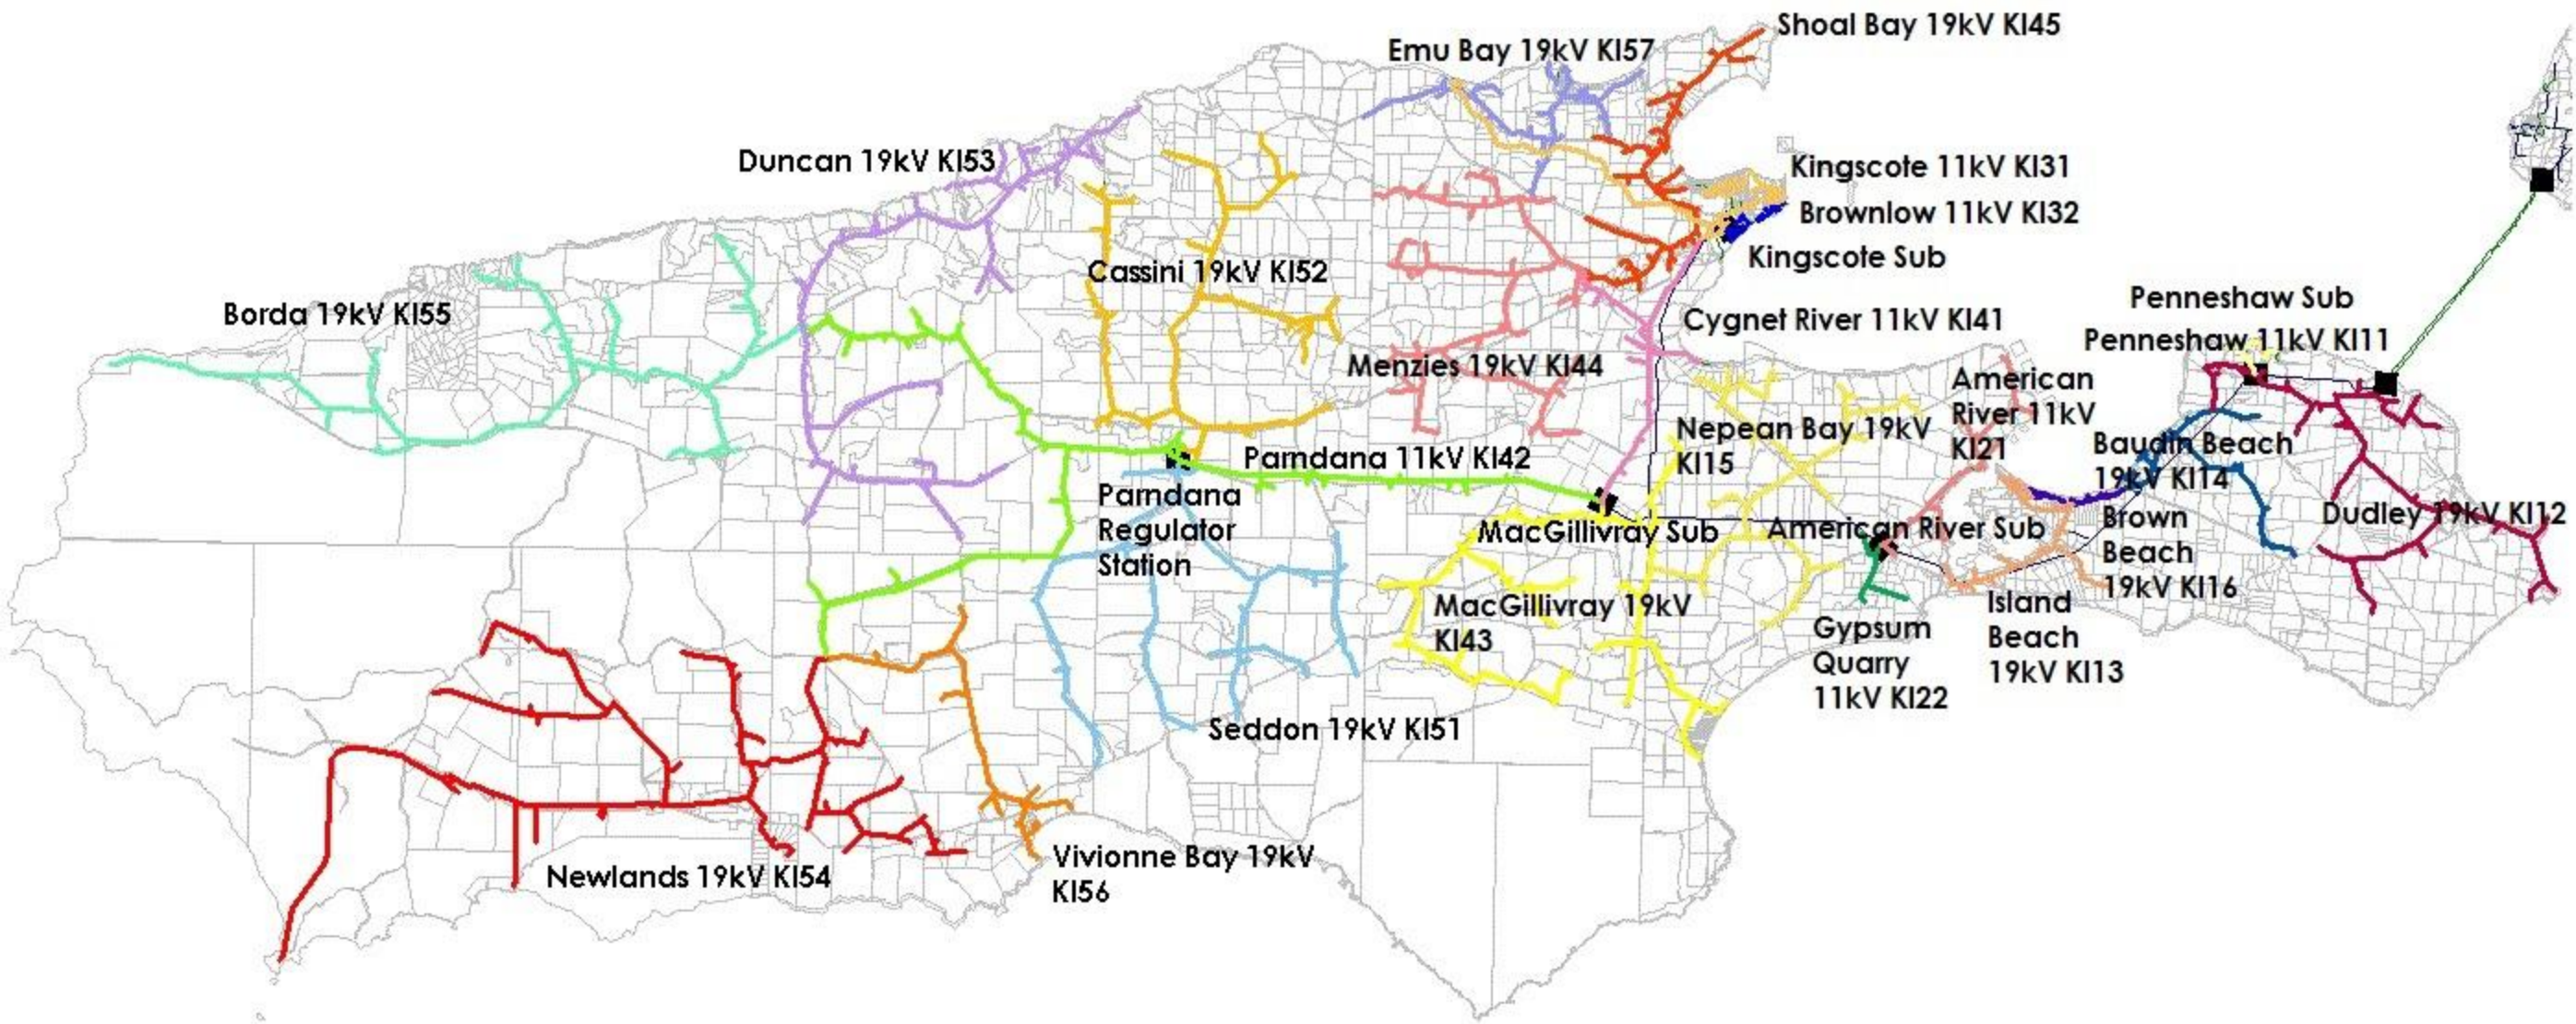 Shoal Bay 19kV KI45
Emu Bay 19kV KI57
Duncan 19kV KI53
Kingscote 11kV KI31
Brownlow 11kV KI32
Kingscote Sub
Cassini 19kV KI52
Borda 19kV KI55
Penneshaw Sub
Penneshaw 11kV KI11
Cygnet River 11kV KI41
Menzies 19kV KI44
American
River 11kV
KI21
Nepean Bay 19kV
KI15
Baudin Beach
19kV KI14
Parndana 11kV KI42
Parndana
Regulator
Station
MacGillivray Sub
American River Sub
Brown
Beach
19kV KI16
Dudley 19kV KI12
MacGillivray 19kV
KI43
Island
Beach
19kV KI13
Gypsum
Quarry
11kV KI22
Seddon 19kV KI51
Newlands 19kV KI54
Vivionne Bay 19kV
KI56